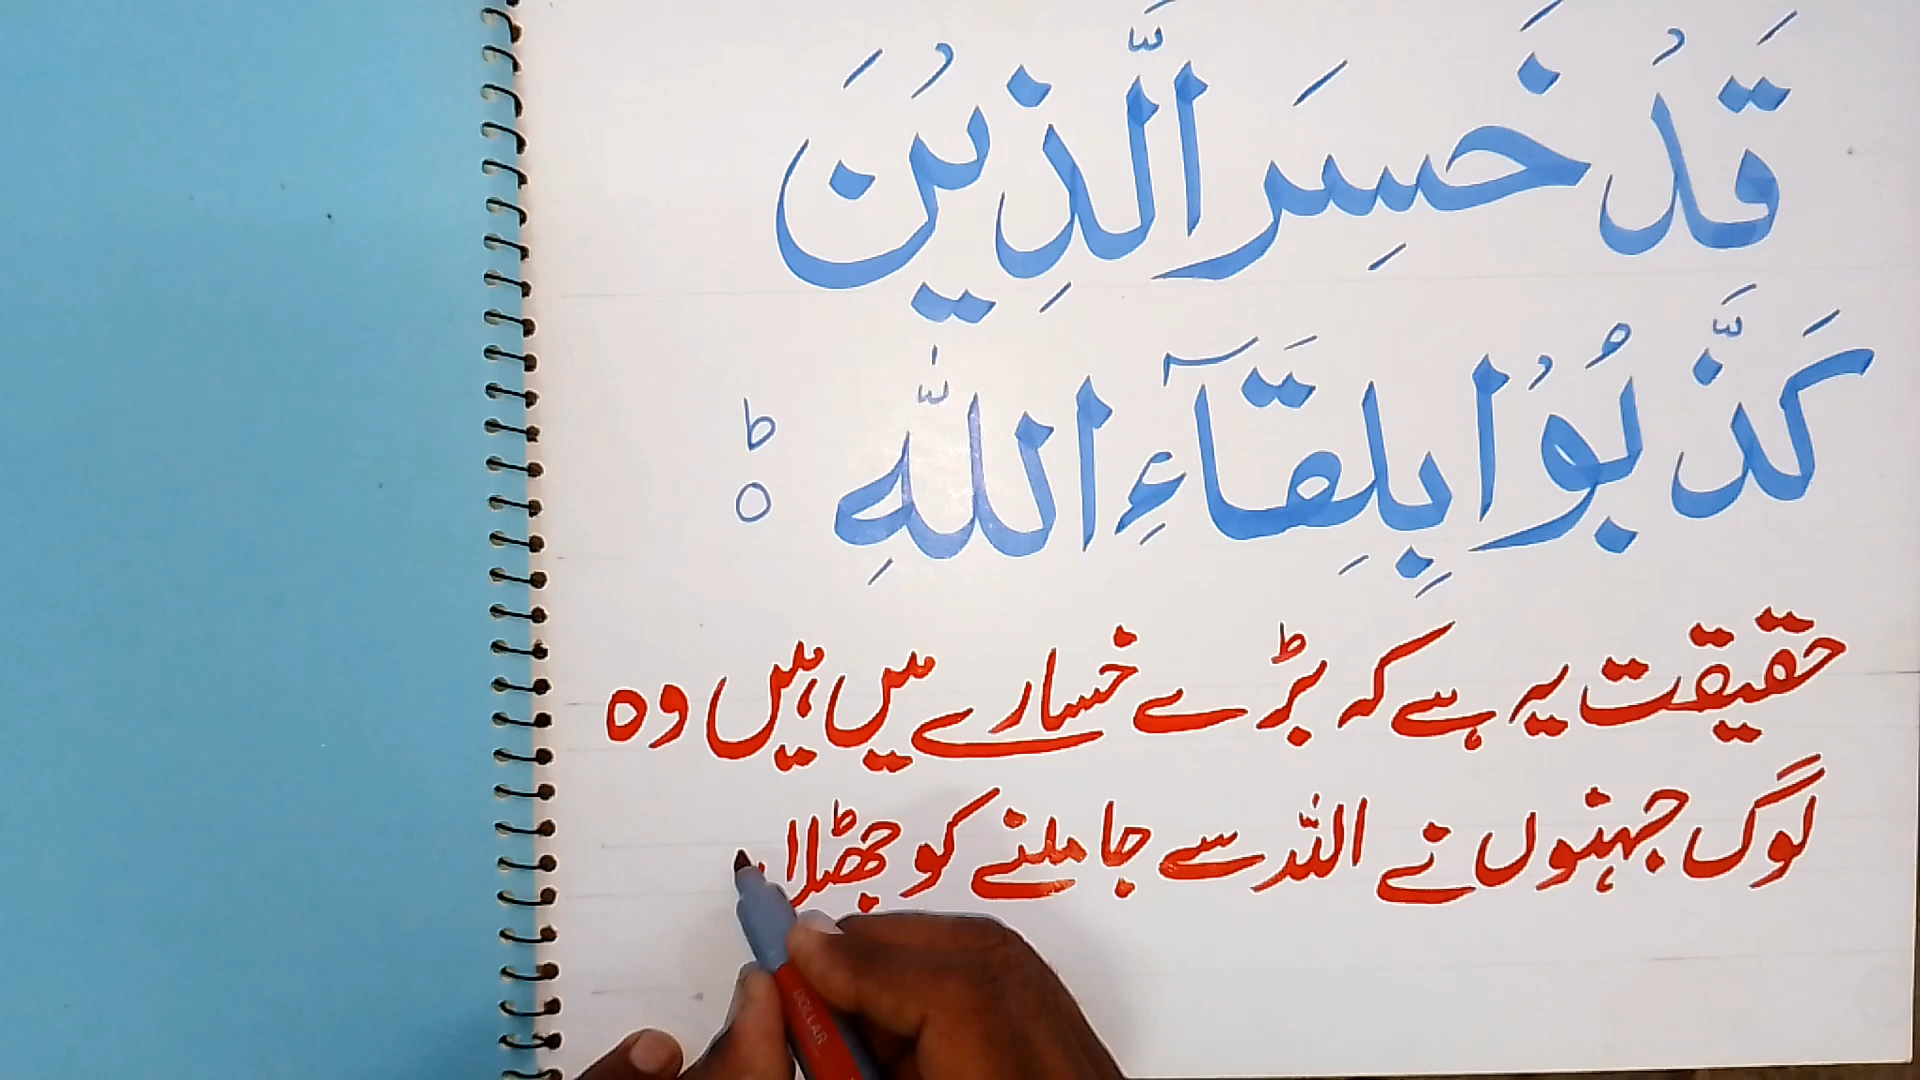 قَدْ خَسِرَ الَّذِيْنَ
كَذَّبُوْا بِلِقَآءِ اللّٰهِ ؕ○
حقیقت یہ ہے کہ بڑے خسارے میں ہیں وہ
لوگ جنہوں نے اللہ سے جا ملنے کو جھٹلا
DOLLAR